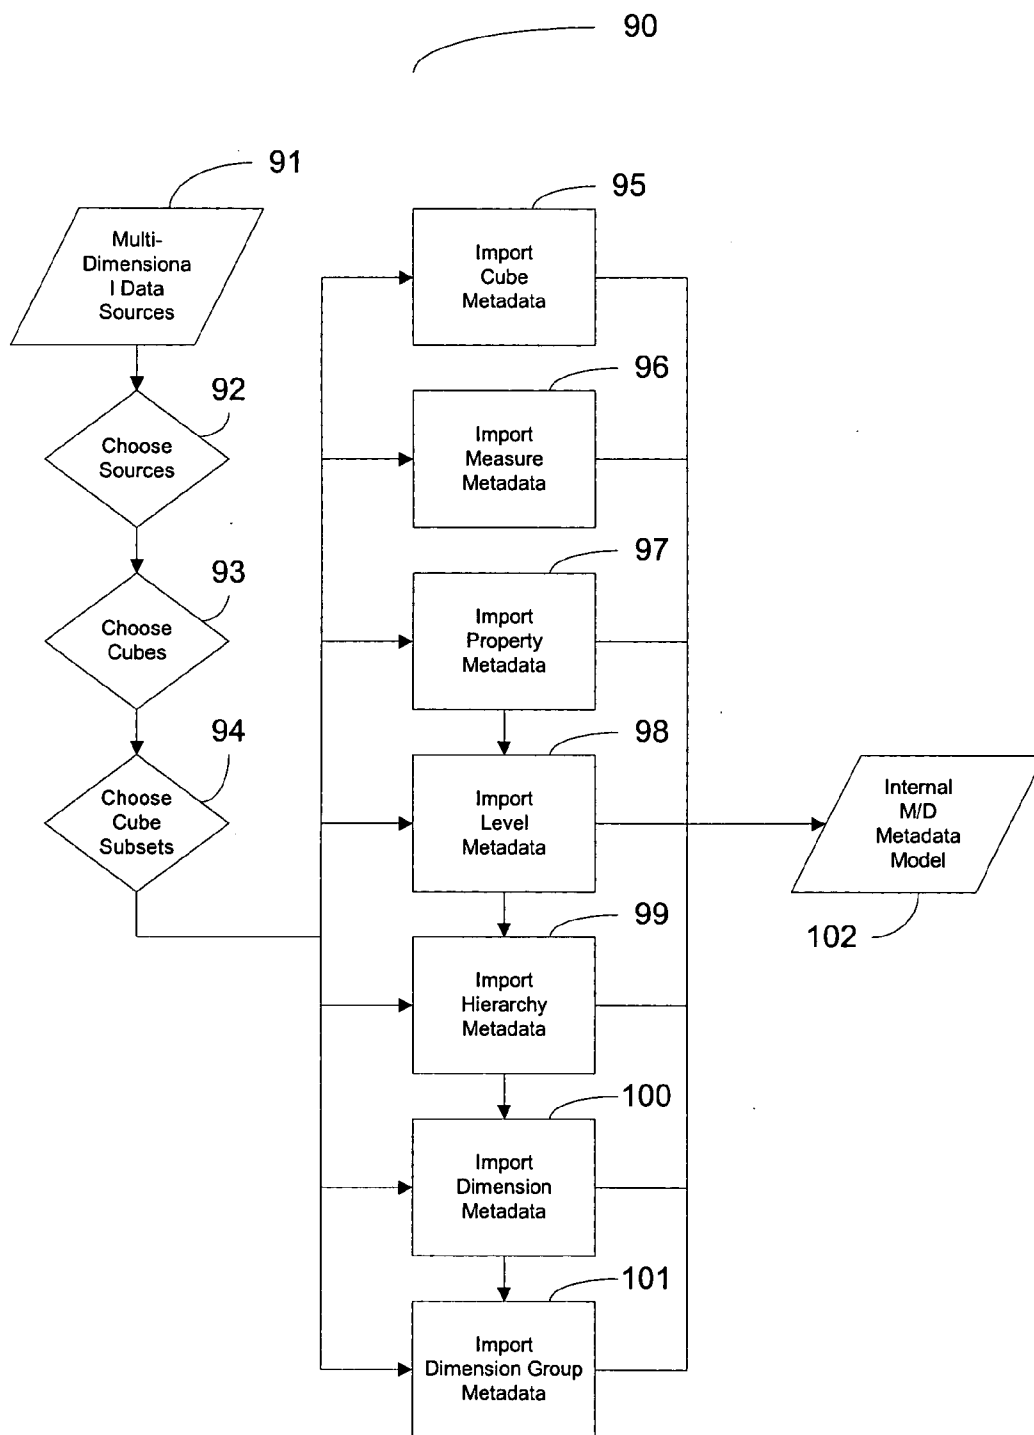 90
91
Multi-
Dimensiona
l Data
Sources
92
Choose
Sources
93
Choose
Cubes
94
Choose
Cube
Subsets
95
Import
Cube
Metadata
96
Import
Measure
Metadata
97
Import
Property
Metadata
98
Import
Level
Metadata
99
Import
Hierarchy
Metadata
100
Import
Dimension
Metadata
101
Import
Dimension Group
Metadata
Internal
M/D
Metadata
Model
102